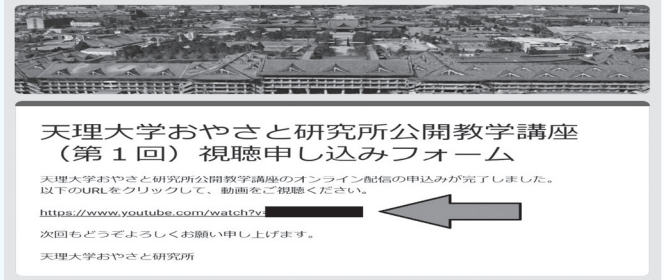 天理大学おやさと研究所公開教学講座
（第１回）視聴申し込みフォーム
天理大学おやさと研究所公開教学講座のオンライン配信の申込みが完了しました。
以下のURLをクリックして、動画をご視聴ください。
https://www.youtube.com/watch?v=
次回もどうぞよろしくお願い申し上げます。
天理大学おやさと研究所